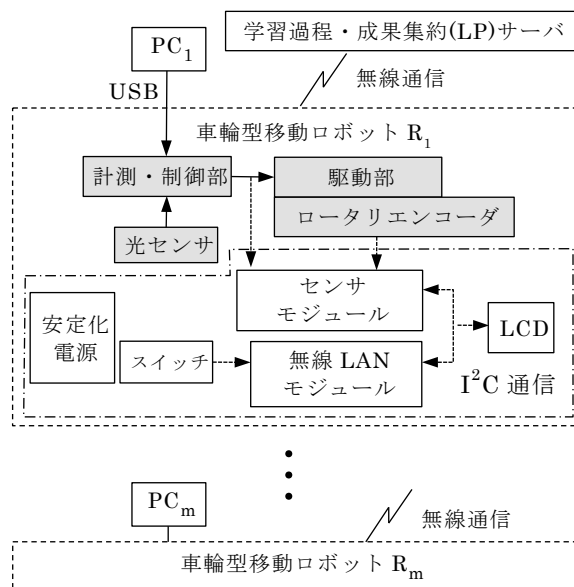 PC₁
学習過程・成果集約(LP)サーバ
USB
無線通信
車輪型移動ロボット R₁
計測・制御部
駆動部
ロータリエンコーダ
光センサ
センサ
モジュール
安定化
電源
スイッチ
無線 LAN
モジュール
LCD
I²C 通信
PCₘ
無線通信
車輪型移動ロボット Rₘ